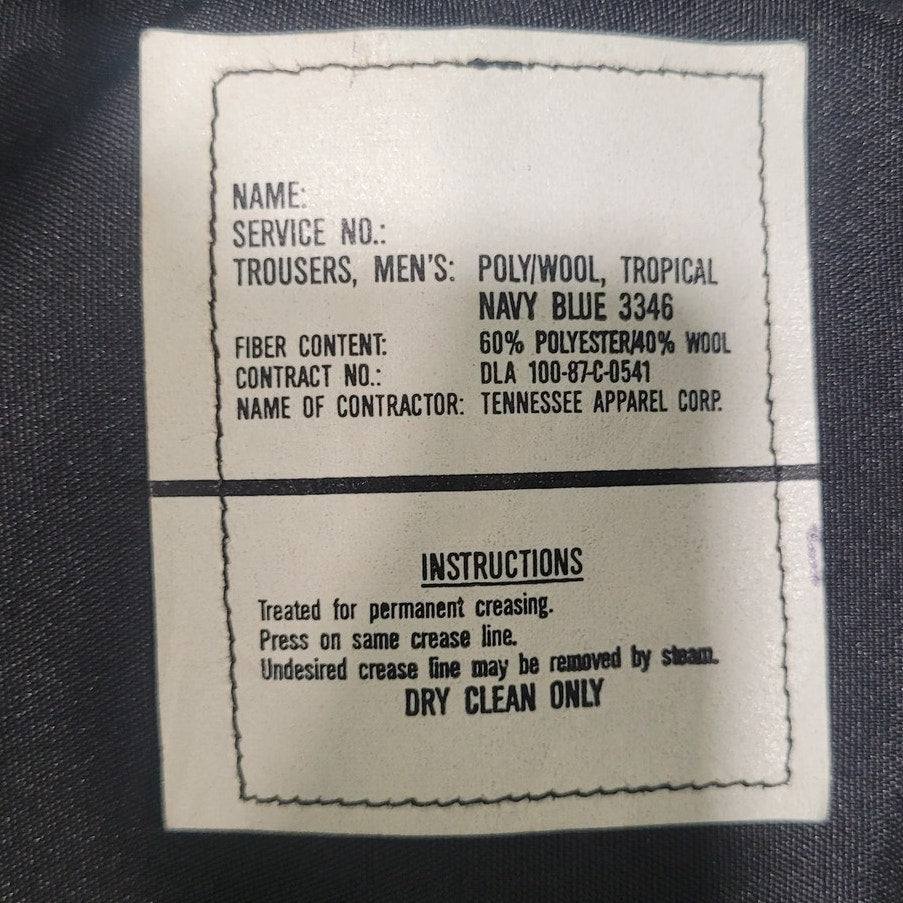 NAME:
SERVICE NO.:
TROUSERS, MEN'S: POLY/WOOL, TROPICAL
NAVY BLUE 3346
FIBER CONTENT: 60% POLYESTER/40% WOOL
CONTRACT NO.: DLA 100-87-C-0541
NAME OF CONTRACTOR: TENNESSEE APPAREL CORP.
INSTRUCTIONS
Treated for permanent creasing.
Press on same crease line.
Undesired crease line may be removed by steam.
DRY CLEAN ONLY